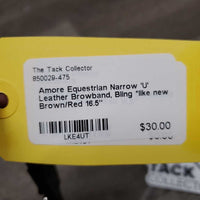 The Tack Collector
850029-475
Amore Equestrian Narrow 'U'
Leather Browband, Bling *like new
Brown/Red 16.5"
$30.00
LKE4UT
TACK